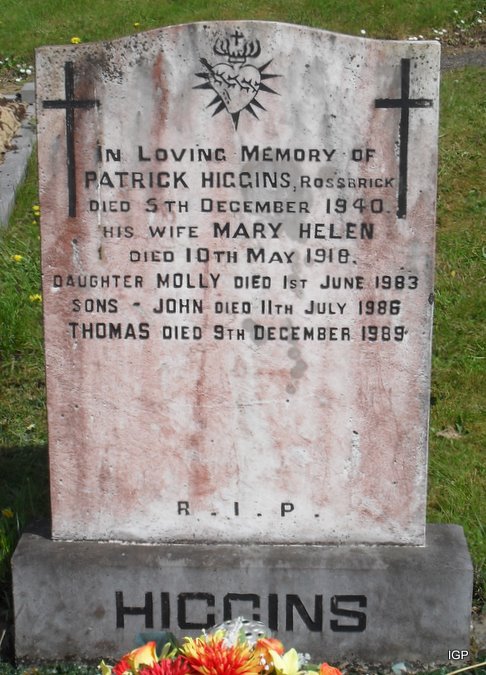 IN LOVING MEMORY OF
PATRICK HIGGINS, ROSSBRICK
DIED 5TH DECEMBER 1940.
HIS WIFE MARY HELEN
DIED 10TH MAY 1918.
DAUGHTER MOLLY DIED 1ST JUNE 1983
SONS - JOHN DIED 11TH JULY 1986
THOMAS DIED 9TH DECEMBER 1989
R.I.P.
HIGGINS
IGP